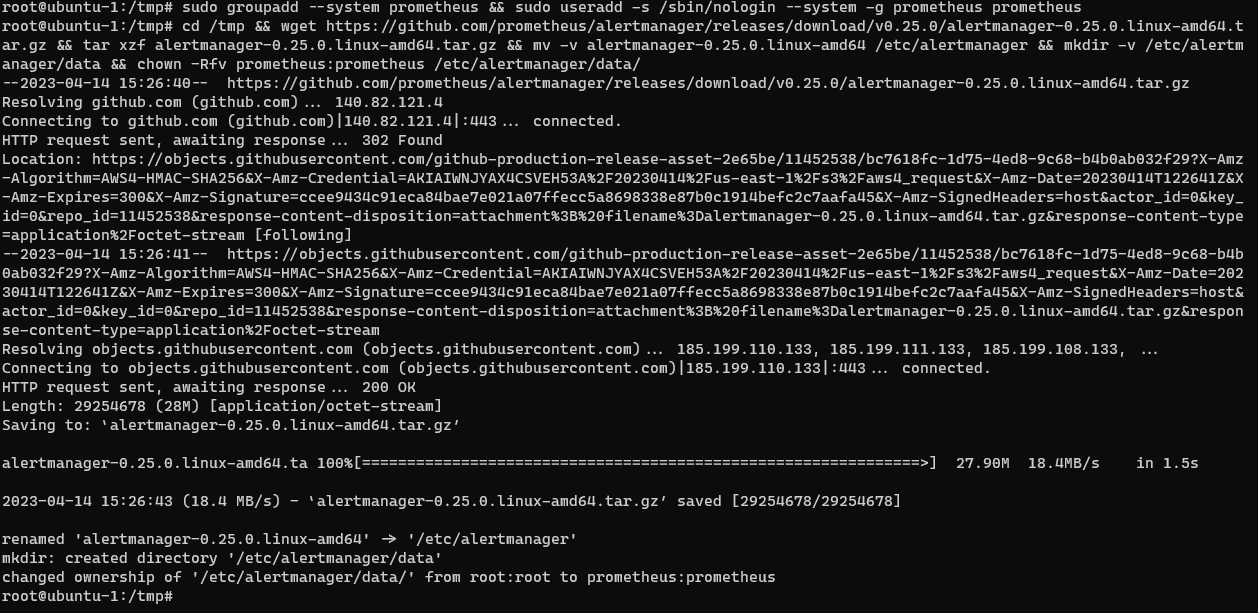 root@ubuntu-1:/tmp# sudo groupadd --system prometheus && sudo useradd -s /sbin/nologin --system -g prometheus prometheus
root@ubuntu-1:/tmp# cd /tmp && wget https://github.com/prometheus/alertmanager/releases/download/v0.25.0/alertmanager-0.25.0.linux-amd64.t
ar.gz && tar xzf alertmanager-0.25.0.linux-amd64.tar.gz && mv -v alertmanager-0.25.0.linux-amd64 /etc/alertmanager && mkdir -v /etc/alertm
anager/data && chown -Rfv prometheus:prometheus /etc/alertmanager/data/
--2023-04-14 15:26:40--  https://github.com/prometheus/alertmanager/releases/download/v0.25.0/alertmanager-0.25.0.linux-amd64.tar.gz
Resolving github.com (github.com)... 140.82.121.4
Connecting to github.com (github.com)|140.82.121.4|:443... connected.
HTTP request sent, awaiting response... 302 Found
Location: https://objects.githubusercontent.com/github-production-release-asset-2e65be/11452538/bc7618fc-1d75-4ed8-9c68-b4b0ab032f29?X-Amz
-Algorithm=AWS4-HMAC-SHA256&X-Amz-Credential=AKIAIWNJYAX4CSVEH53A%2F20230414%2Fus-east-1%2Fs3%2Faws4_request&X-Amz-Date=20230414T122641Z&X
-Amz-Expires=300&X-Amz-Signature=ccee9434c91eca84bae7e021a07ffecc5a8698338e87b0c1914befc2c7aafa45&X-Amz-SignedHeaders=host&actor_id=0&key_
id=0&repo_id=11452538&response-content-disposition=attachment%3B%20filename%3Dalertmanager-0.25.0.linux-amd64.tar.gz&response-content-type
=application%2Foctet-stream [following]
--2023-04-14 15:26:41--  https://objects.githubusercontent.com/github-production-release-asset-2e65be/11452538/bc7618fc-1d75-4ed8-9c68-b4b
0ab032f29?X-Amz-Algorithm=AWS4-HMAC-SHA256&X-Amz-Credential=AKIAIWNJYAX4CSVEH53A%2F20230414%2Fus-east-1%2Fs3%2Faws4_request&X-Amz-Date=202
30414T122641Z&X-Amz-Expires=300&X-Amz-Signature=ccee9434c91eca84bae7e021a07ffecc5a8698338e87b0c1914befc2c7aafa45&X-Amz-SignedHeaders=host&
actor_id=0&key_id=0&repo_id=11452538&response-content-disposition=attachment%3B%20filename%3Dalertmanager-0.25.0.linux-amd64.tar.gz&respon
se-content-type=application%2Foctet-stream
Resolving objects.githubusercontent.com (objects.githubusercontent.com)... 185.199.110.133, 185.199.111.133, 185.199.108.133, ...
Connecting to objects.githubusercontent.com (objects.githubusercontent.com)|185.199.110.133|:443... connected.
HTTP request sent, awaiting response... 200 OK
Length: 29254678 (28M) [application/octet-stream]
Saving to: ‘alertmanager-0.25.0.linux-amd64.tar.gz’
alertmanager-0.25.0.linux-amd64.ta 100%[==============================================================>]  27.90M  18.4MB/s    in 1.5s
2023-04-14 15:26:43 (18.4 MB/s) - ‘alertmanager-0.25.0.linux-amd64.tar.gz’ saved [29254678/29254678]
renamed 'alertmanager-0.25.0.linux-amd64' -> '/etc/alertmanager'
mkdir: created directory '/etc/alertmanager/data'
changed ownership of '/etc/alertmanager/data/' from root:root to prometheus:prometheus
root@ubuntu-1:/tmp#